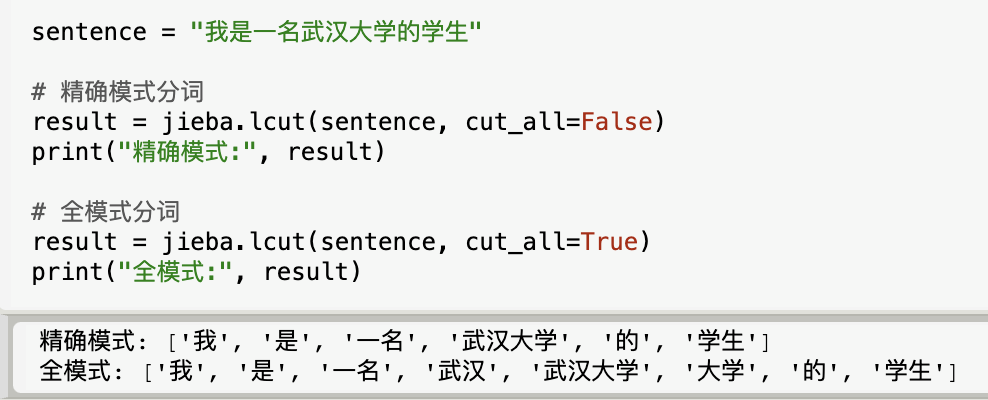 sentence = "我是一名武汉大学的学生"
# 精确模式分词
result = jieba.lcut(sentence, cut_all=False)
print("精确模式:", result)
# 全模式分词
result = jieba.lcut(sentence, cut_all=True)
print("全模式:", result)
精确模式: ['我', '是', '一名', '武汉大学', '的', '学生']
全模式: ['我', '是', '一名', '武汉', '武汉大学', '大学', '的', '学生']